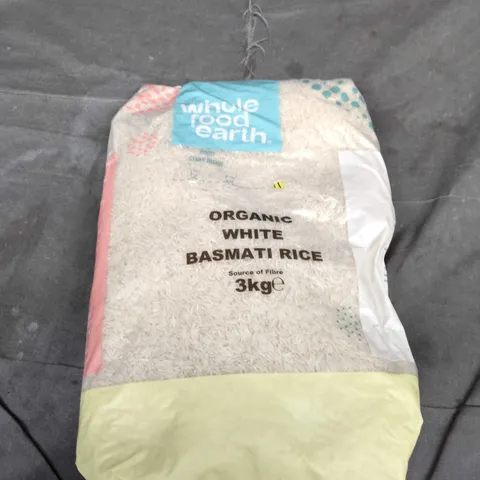 whole
food
earth®
ORGANIC
WHITE
BASMATI RICE
Source of Fibre
3kg℮